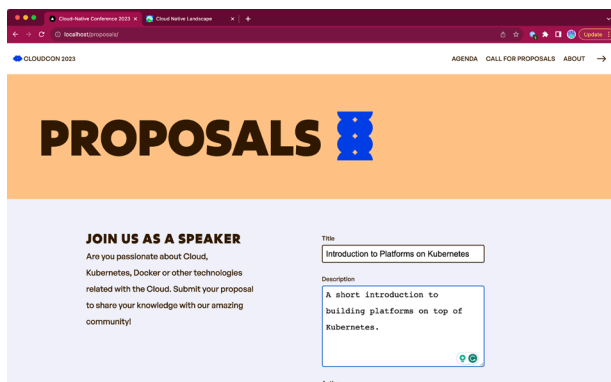 Cloud-Native Conference 2023
Cloud Native Landscape
localhost/proposals/
Update
CLOUDCON 2023
AGENDA CALL FOR PROPOSALS ABOUT
PROPOSALS
JOIN US AS A SPEAKER
Are you passionate about Cloud,
Kubernetes, Docker or other technologies
related with the Cloud. Submit your proposal
to share your knowledge with our amazing
community!
Title
Introduction to Platforms on Kubernetes
Description
A short introduction to
building platforms on top of
Kubernetes.